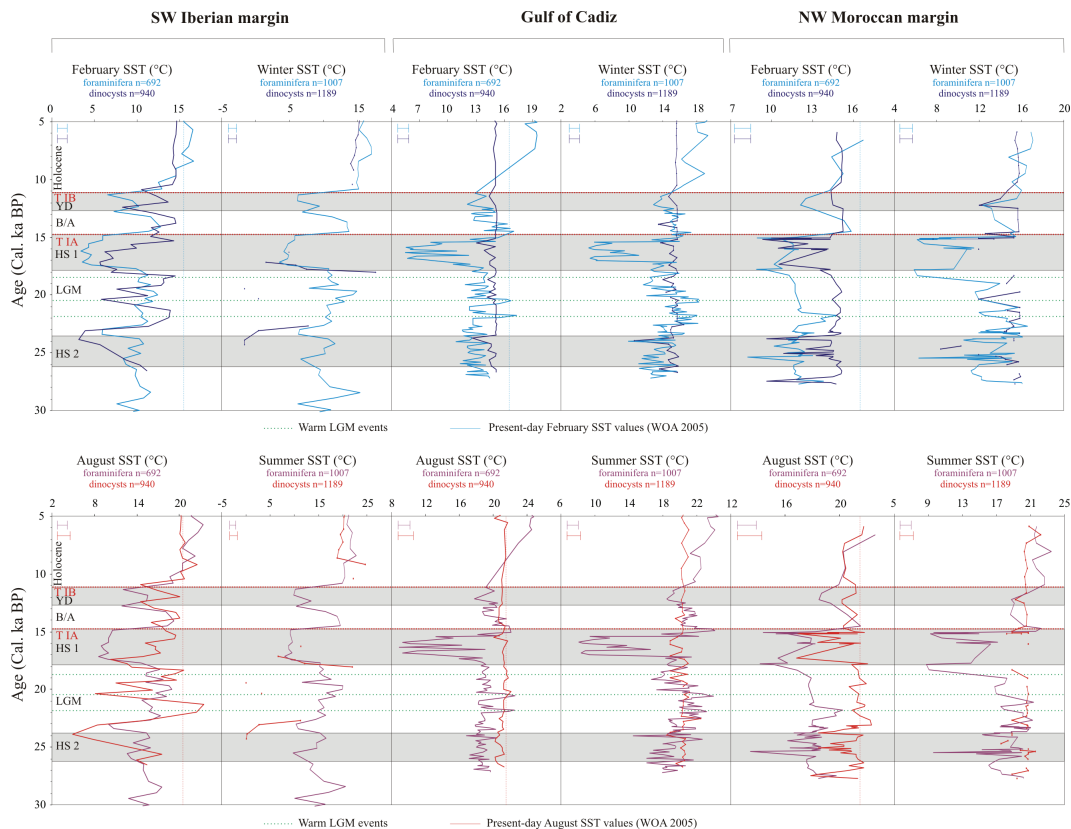 SW Iberian margin Gulf of Cadiz NW Moroccan margin
February SST (°C) Winter SST (°C) February SST (°C) Winter SST (°C) February SST (°C) Winter SST (°C)
foraminifera n=692 foraminifera n=1007 foraminifera n=692 foraminifera n=1007 foraminifera n=692 foraminifera n=1007
dinocysts n=940 dinocysts n=1189 dinocysts n=940 dinocysts n=1189 dinocysts n=940 dinocysts n=1189
0 5 10 15 -5 5 15 4 7 10 13 16 19 2 6 10 14 18 7 10 13 16 4 8 12 16 20
5
Holocene
10
T IB
YD
B/A
15
T IA
HS 1
LGM
20
HS 2
25
30
Age (Cal. ka BP)
Warm LGM events Present-day February SST values (WOA 2005)
August SST (°C) Summer SST (°C) August SST (°C) Summer SST (°C) August SST (°C) Summer SST (°C)
foraminifera n=692 foraminifera n=1007 foraminifera n=692 foraminifera n=1007 foraminifera n=692 foraminifera n=1007
dinocysts n=940 dinocysts n=1189 dinocysts n=940 dinocysts n=1189 dinocysts n=940 dinocysts n=1189
2 8 14 20 -5 5 15 25 8 12 16 20 24 10 14 18 22 12 15 18 21 9 13 17 21 25
5
Holocene
10
T IB
YD
B/A
15
T IA
HS 1
20
LGM
HS 2
25
30
Age (Cal. ka BP)
Warm LGM events Present-day August SST values (WOA 2005)